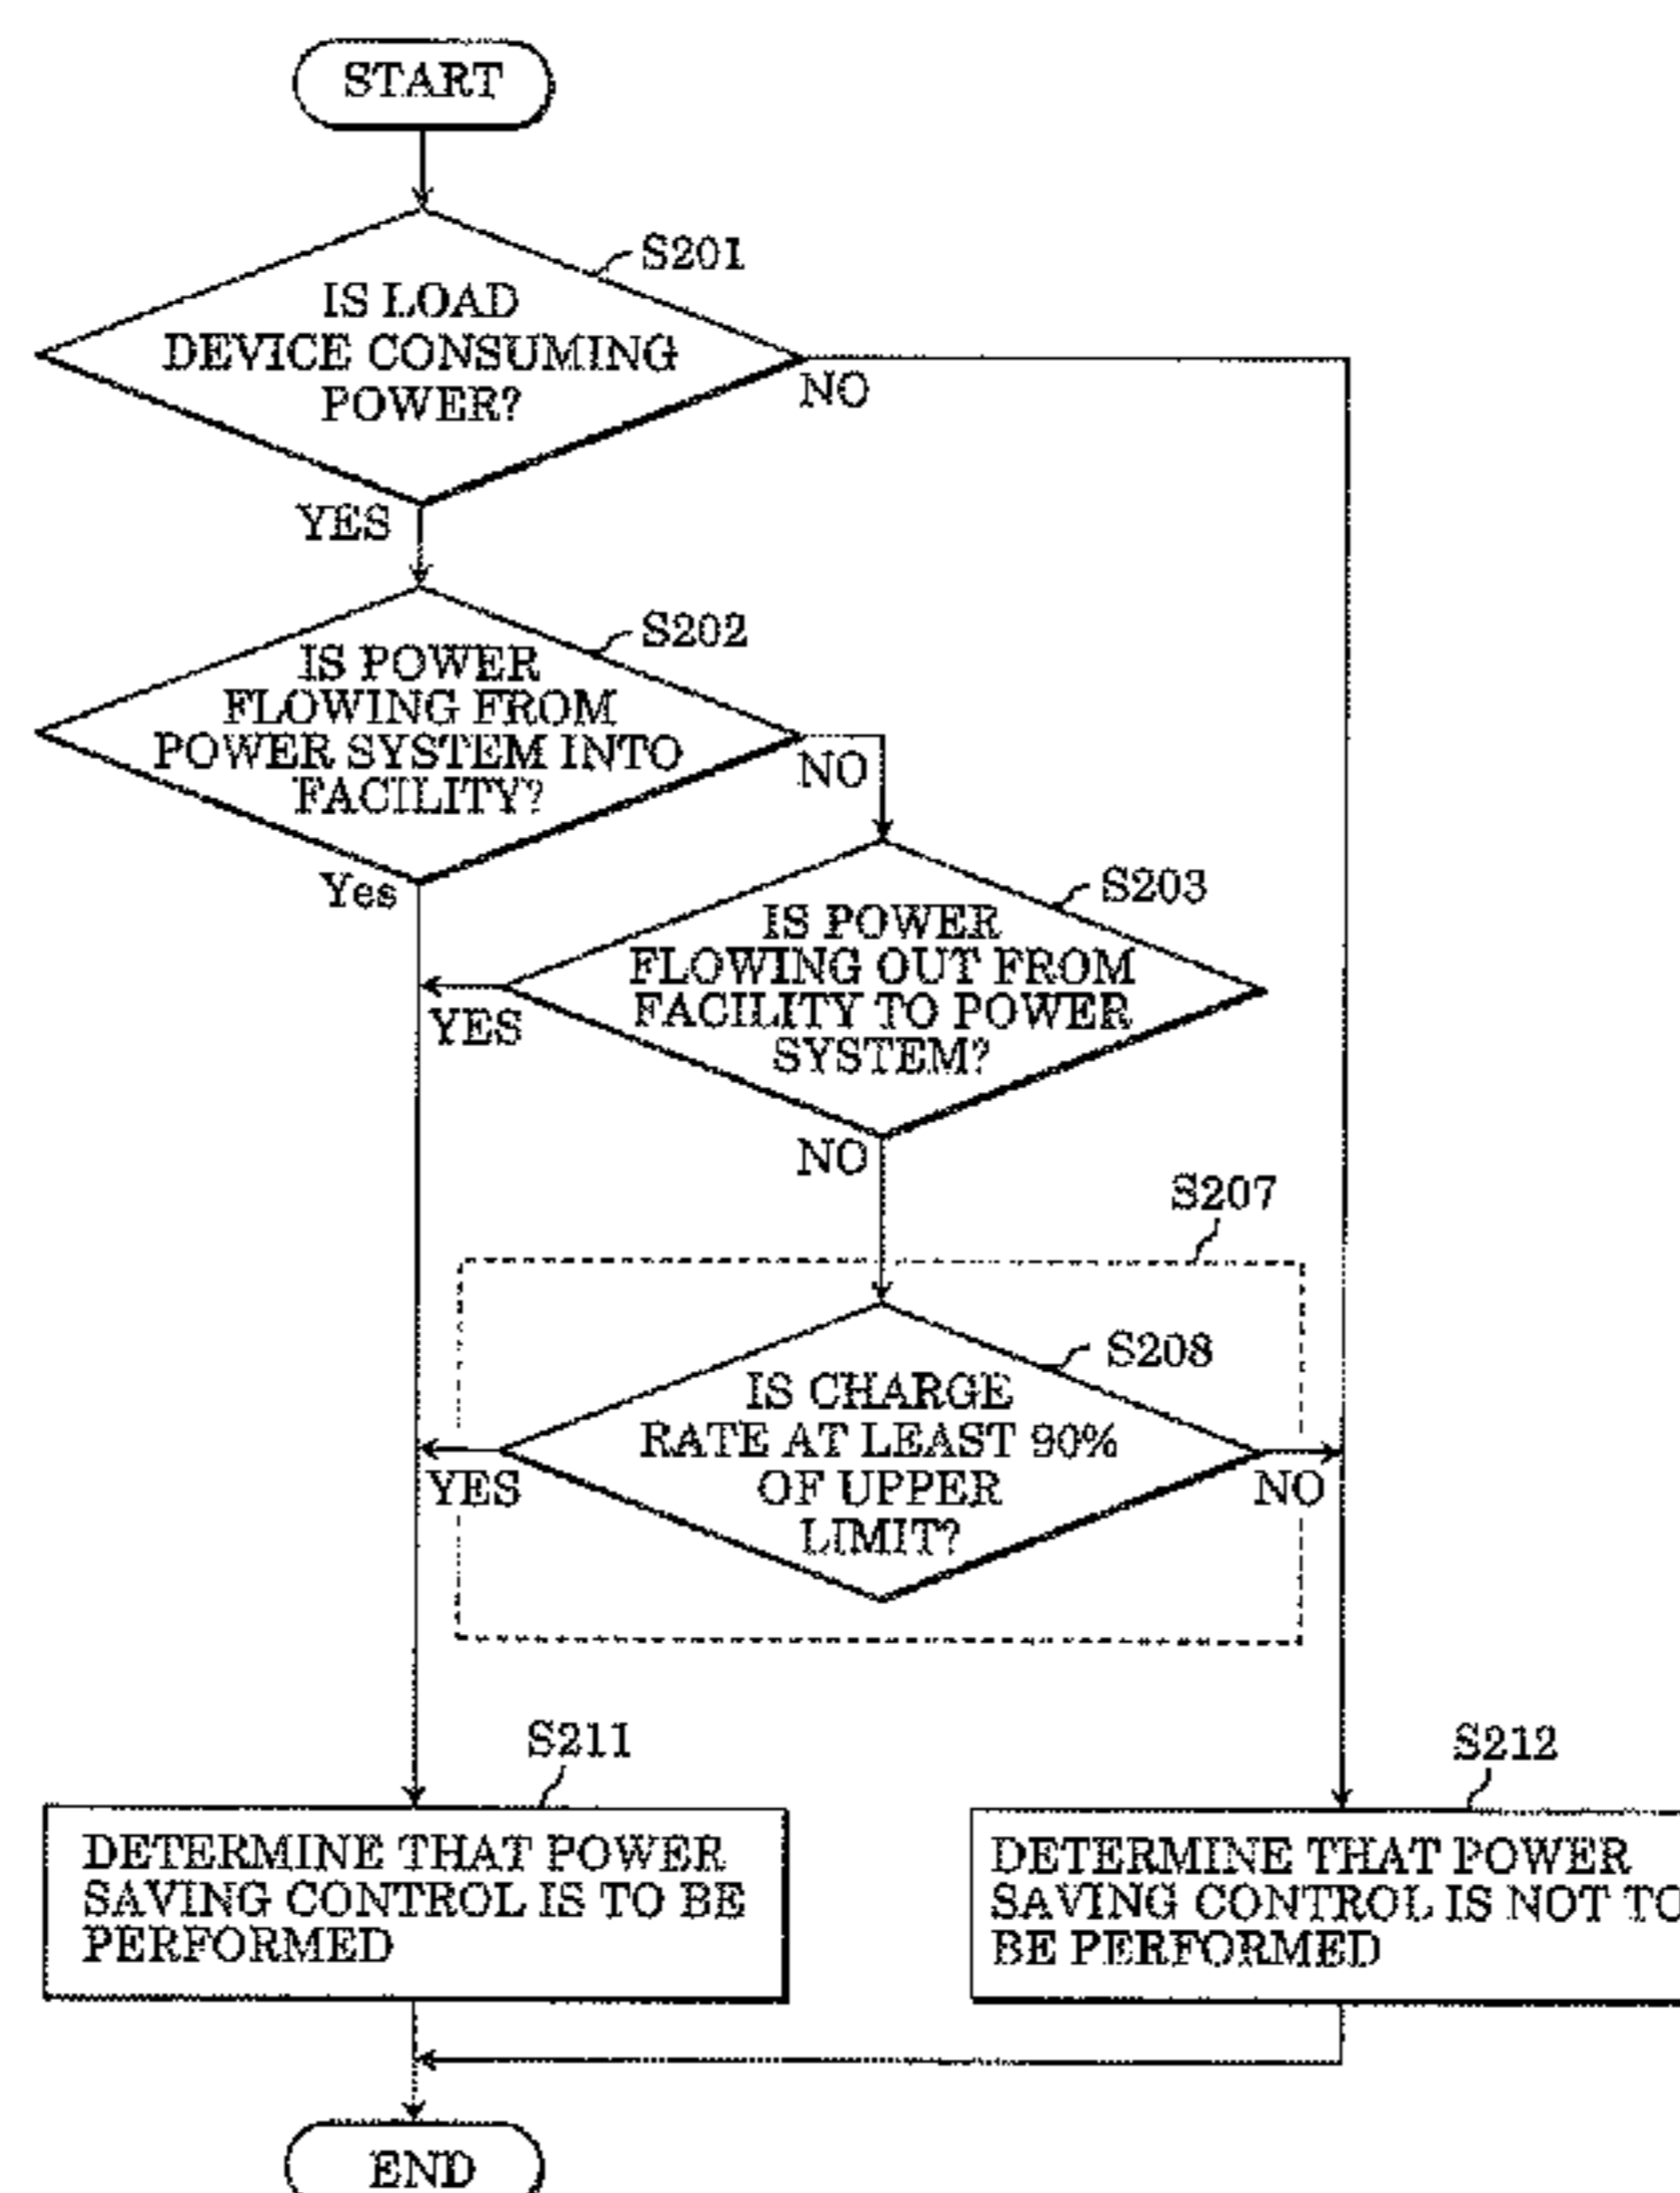 START
S201
IS LOAD
DEVICE CONSUMING
POWER?
NO
YES
S202
IS POWER
FLOWING FROM
POWER SYSTEM INTO
FACILITY?
NO
Yes
S203
IS POWER
FLOWING OUT FROM
FACILITY TO POWER
SYSTEM?
YES
NO
S207
S208
IS CHARGE
RATE AT LEAST 90%
OF UPPER
LIMIT?
YES
NO
S211
DETERMINE THAT POWER
SAVING CONTROL IS TO BE
PERFORMED
S212
DETERMINE THAT POWER
SAVING CONTROL IS NOT TO
BE PERFORMED
END